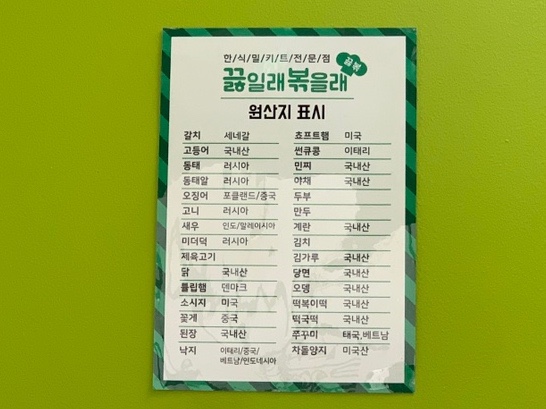 한/식/밀/키/트/전/문/점
끓일래볶을래
끓볶
원산지 표시
갈치 세네갈
고등어 국내산
동태 러시아
동태알 러시아
오징어 포클랜드/중국
고니 러시아
새우 인도/말레이시아
미더덕 러시아
제육고기
닭 국내산
튤립햄 덴마크
소시지 미국
꽃게 중국
된장 국내산
낙지 이태리/중국/
베트남/인도네시아
쵸프트햄 미국
썬큐콩 이태리
민찌 국내산
야채 국내산
두부
만두
계란 국내산
김치
김가루 국내산
당면 국내산
오뎅 국내산
떡볶이떡 국내산
떡국떡 국내산
쭈꾸미 태국,베트남
차돌양지 미국산